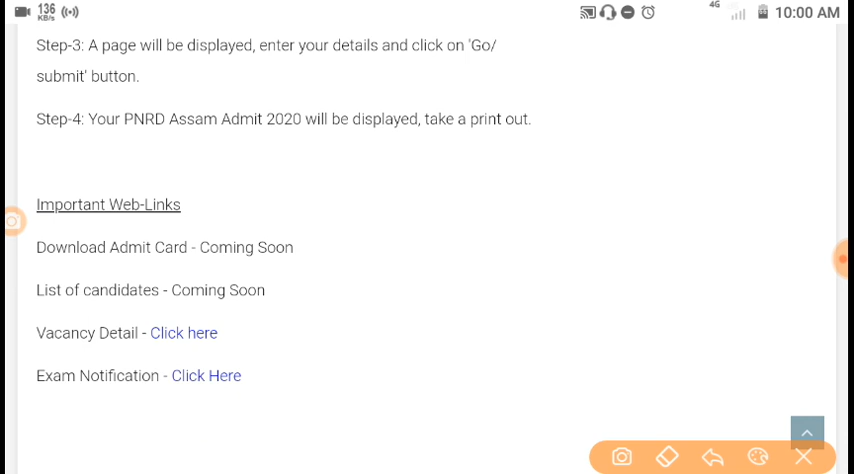 136
KB/s
4G
10:00 AM
Step-3: A page will be displayed, enter your details and click on 'Go/
submit' button.
Step-4: Your PNRD Assam Admit 2020 will be displayed, take a print out.
Important Web-Links
Download Admit Card - Coming Soon
List of candidates - Coming Soon
Vacancy Detail - Click here
Exam Notification - Click Here